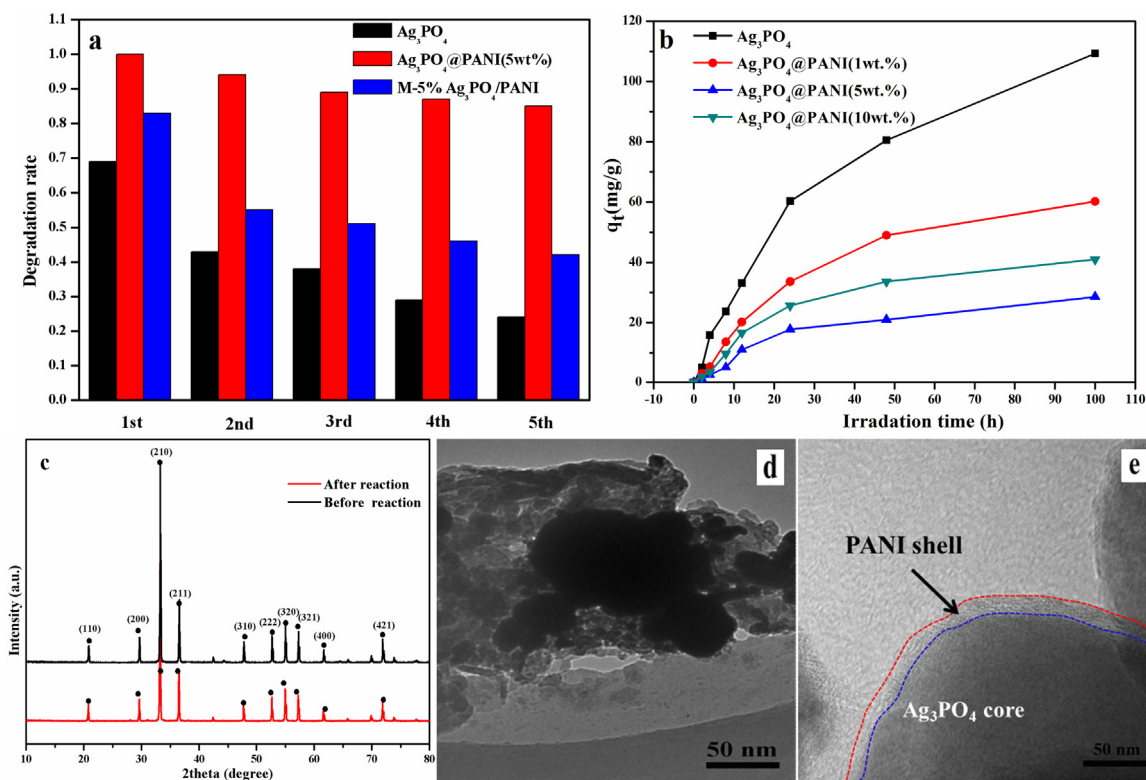 a
Ag₃PO₄
Ag₃PO₄@PANI(5wt%)
M-5% Ag₃PO₄/PANI
Degradation rate
1.1
1.0
0.9
0.8
0.7
0.6
0.5
0.4
0.3
0.2
0.1
0.0
1st 2nd 3rd 4th 5th
b
Ag₃PO₄
Ag₃PO₄@PANI(1wt.%)
Ag₃PO₄@PANI(5wt.%)
Ag₃PO₄@PANI(10wt.%)
qₜ(mg/g)
120
100
80
60
40
20
0
-10 0 10 20 30 40 50 60 70 80 90 100 110
Irradation time (h)
c
After reaction
Before reaction
Intensity (a.u.)
(110)
(200)
(210)
(211)
(310)
(222)
(320)
(321)
(400)
(421)
10 20 30 40 50 60 70 80
2theta (degree)
d
50 nm
e
PANI shell
Ag₃PO₄ core
50 nm